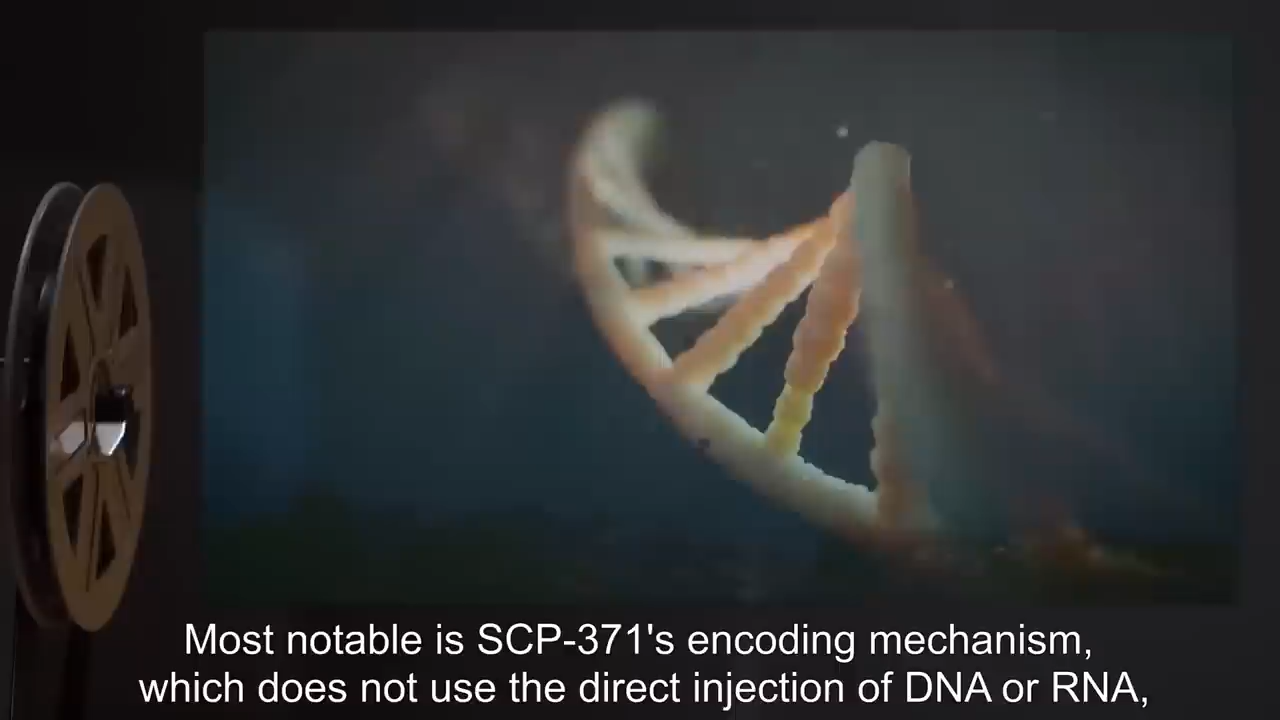 Most notable is SCP-371's encoding mechanism,
which does not use the direct injection of DNA or RNA,